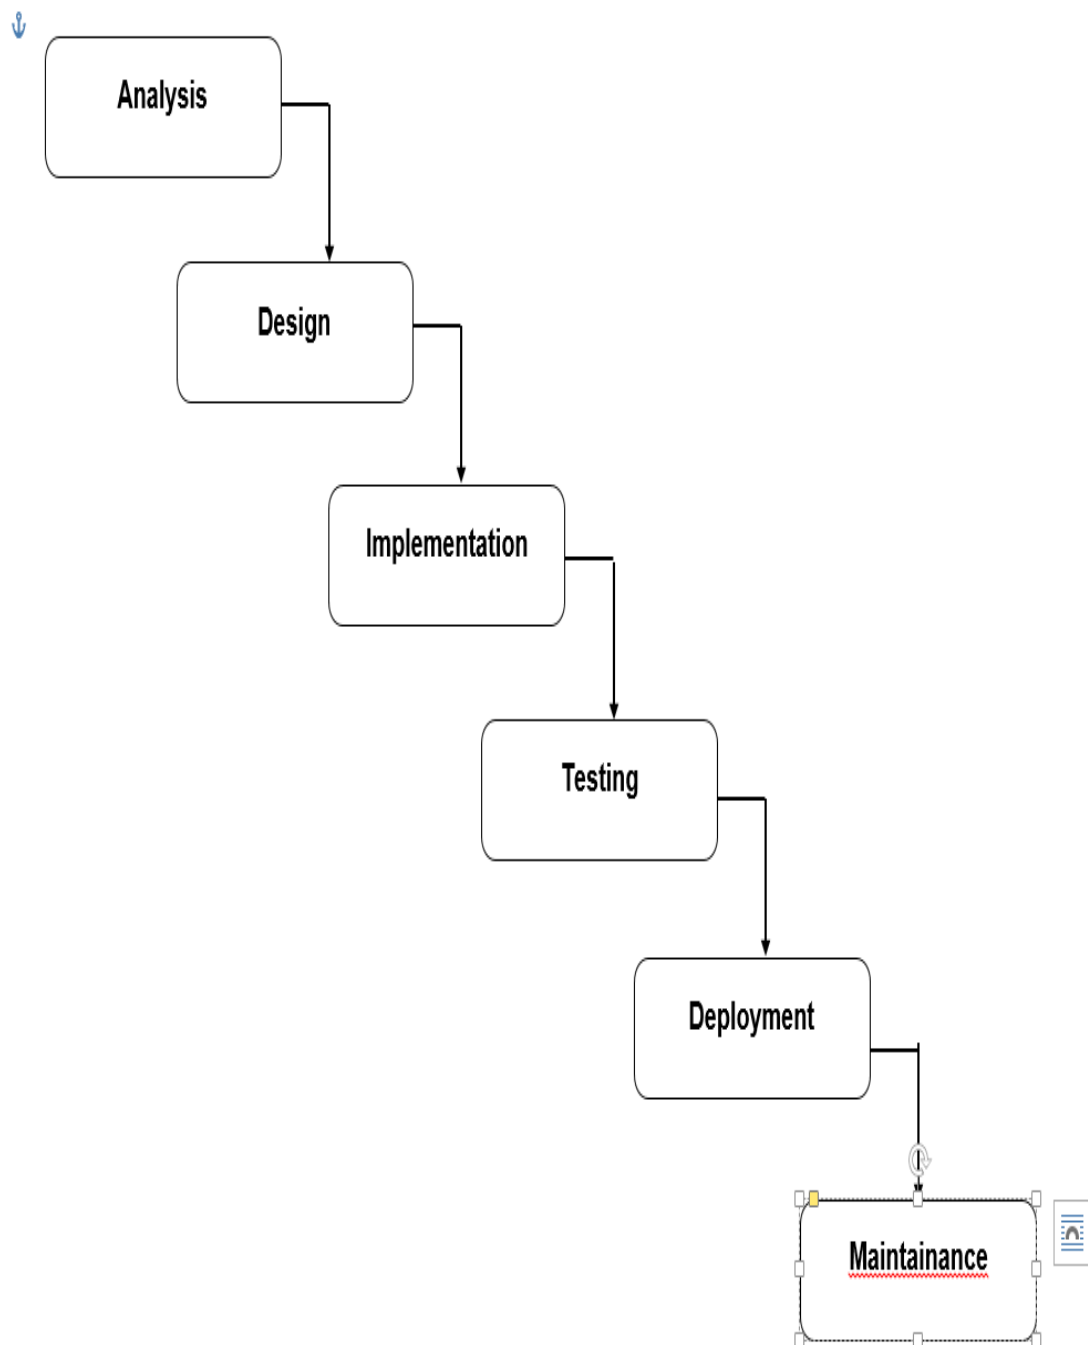 Analysis
Design
Implementation
Testing
Deployment
Maintainance